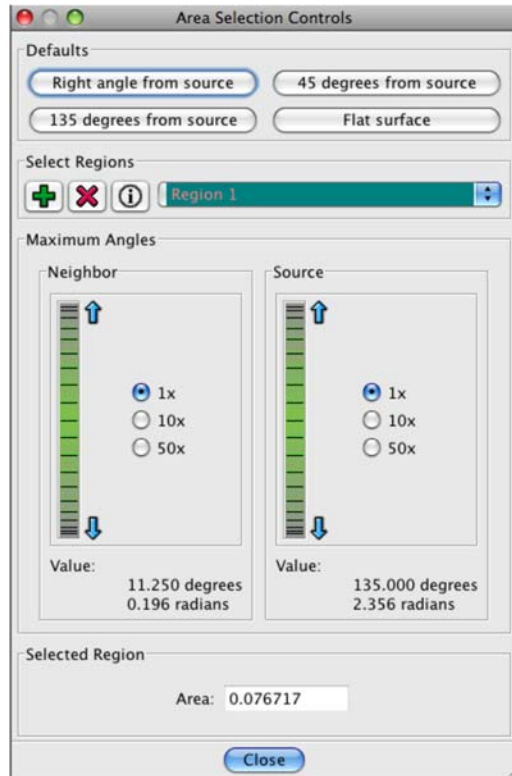 Area Selection Controls
Defaults
Right angle from source
45 degrees from source
135 degrees from source
Flat surface
Select Regions
Region 1
Maximum Angles
Neighbor
1x
10x
50x
Value:
11.250 degrees
0.196 radians
Source
1x
10x
50x
Value:
135.000 degrees
2.356 radians
Selected Region
Area: 0.076717
Close